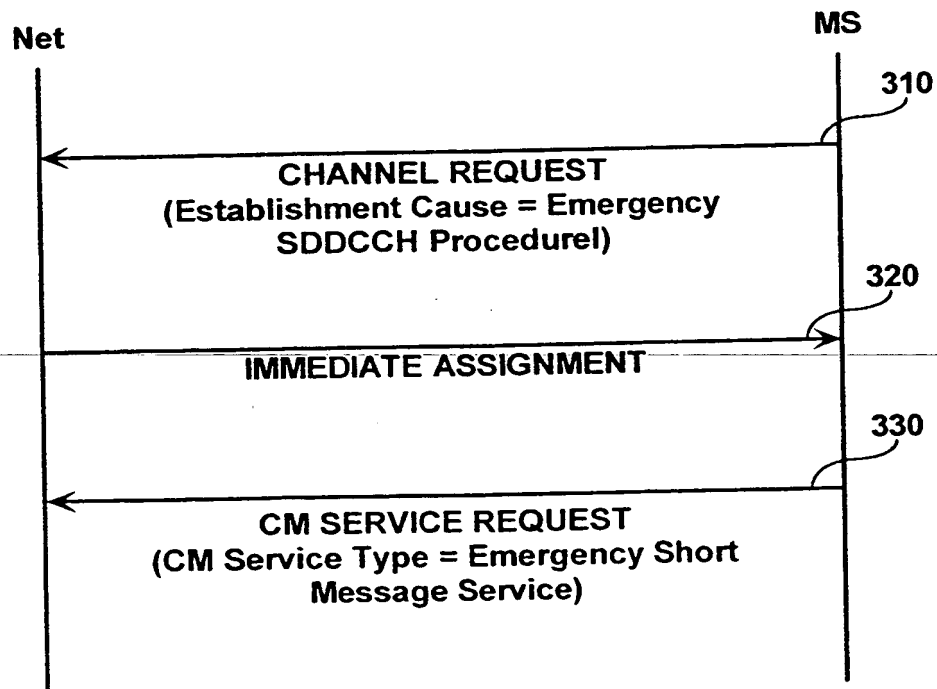 Net
MS
310
CHANNEL REQUEST
(Establishment Cause = Emergency
SDDCCH Procedurel)
320
IMMEDIATE ASSIGNMENT
330
CM SERVICE REQUEST
(CM Service Type = Emergency Short
Message Service)